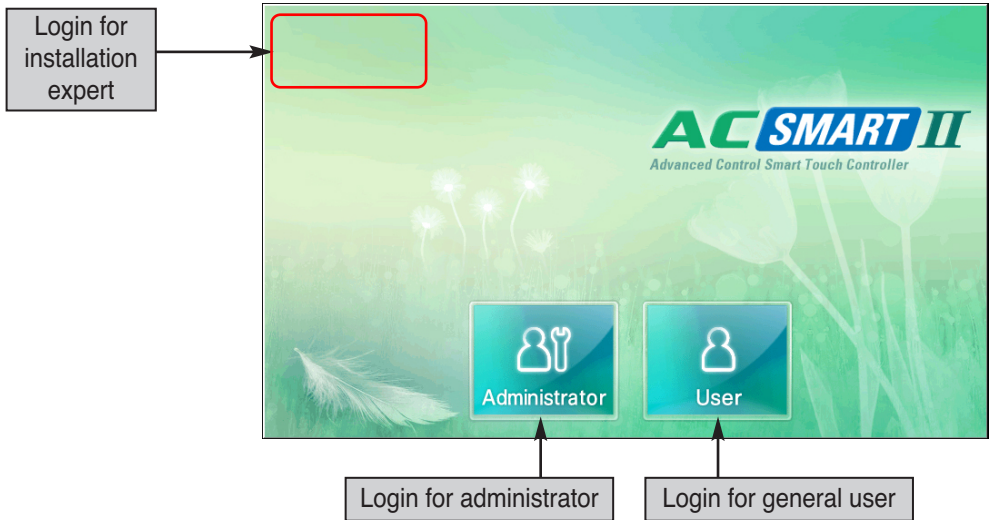 Login for
installation
expert
AC SMART II
Advanced Control Smart Touch Controller
Administrator
User
Login for administrator
Login for general user